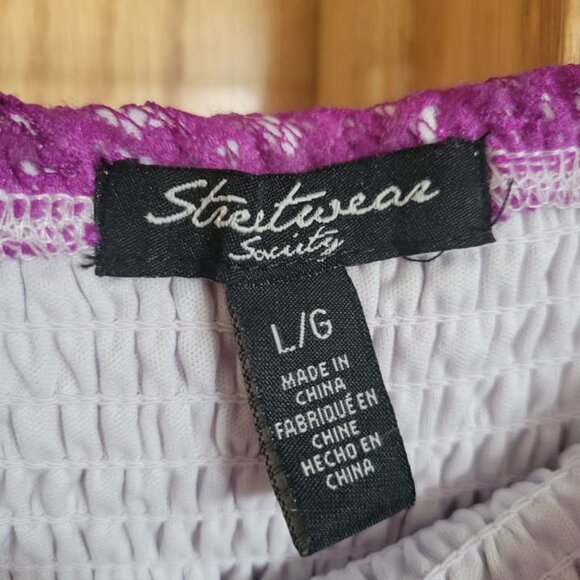 Streetwear
Society
L/G
MADE IN
CHINA
FABRIQUÉ EN
CHINE
HECHO EN
CHINA